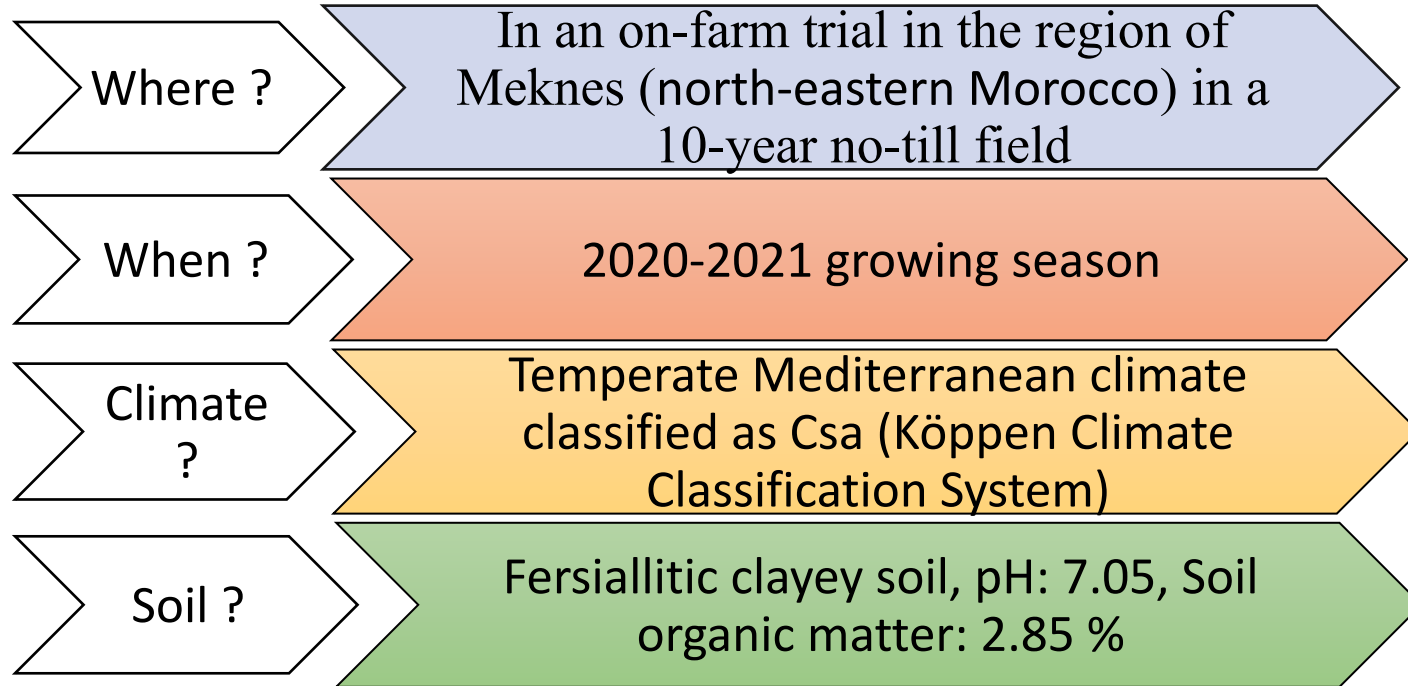 Where ?
In an on-farm trial in the region of
Meknes (north-eastern Morocco) in a
10-year no-till field
When ?
2020-2021 growing season
Climate
?
Temperate Mediterranean climate
classified as Csa (Köppen Climate
Classification System)
Soil ?
Fersiallitic clayey soil, pH: 7.05, Soil
organic matter: 2.85 %